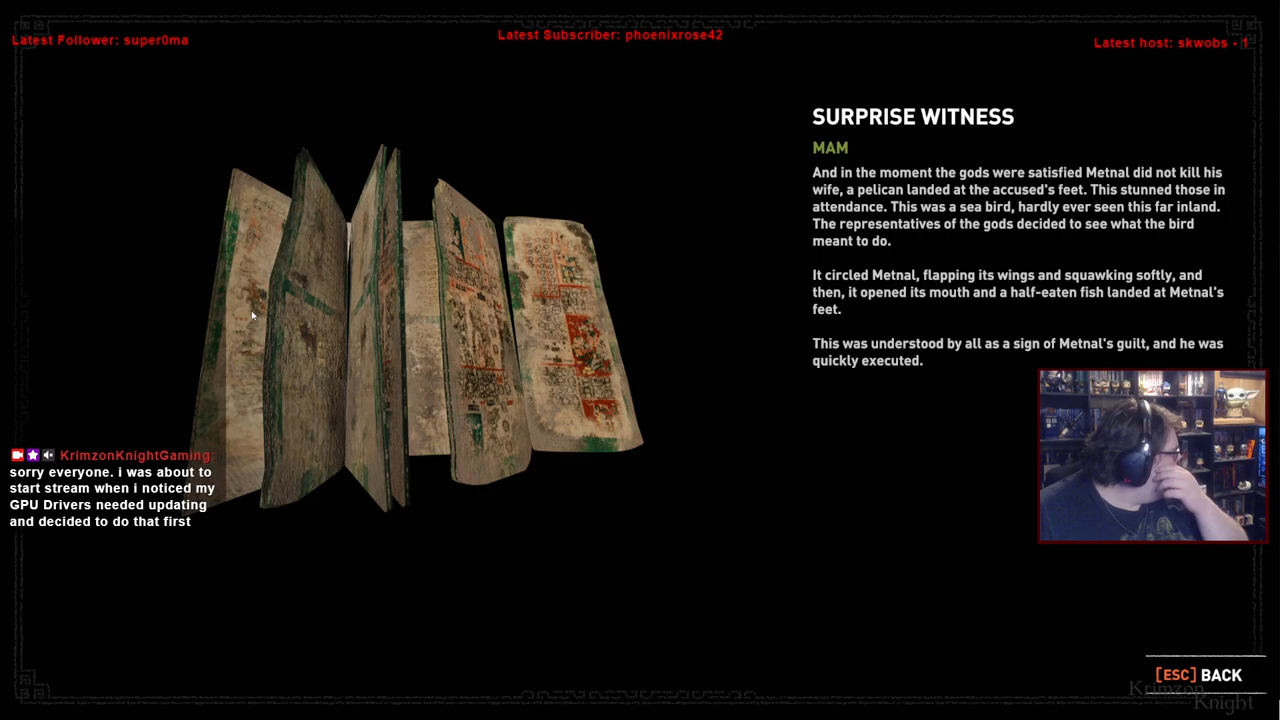 Latest Follower: super0ma
Latest Subscriber: phoenixrose42
Latest host: skwobs - 1
SURPRISE WITNESS
MAM
And in the moment the gods were satisfied Metnal did not kill his
wife, a pelican landed at the accused's feet. This stunned those in
attendance. This was a sea bird, hardly ever seen this far inland.
The representatives of the gods decided to see what the bird
meant to do.
It circled Metnal, flapping its wings and squawking softly, and
then, it opened its mouth and a half-eaten fish landed at Metnal's
feet.
This was understood by all as a sign of Metnal's guilt, and he was
quickly executed.
KrimzonKnightGaming:
sorry everyone. i was about to
start stream when i noticed my
GPU Drivers needed updating
and decided to do that first
[ESC] BACK
Krimzon
Knight